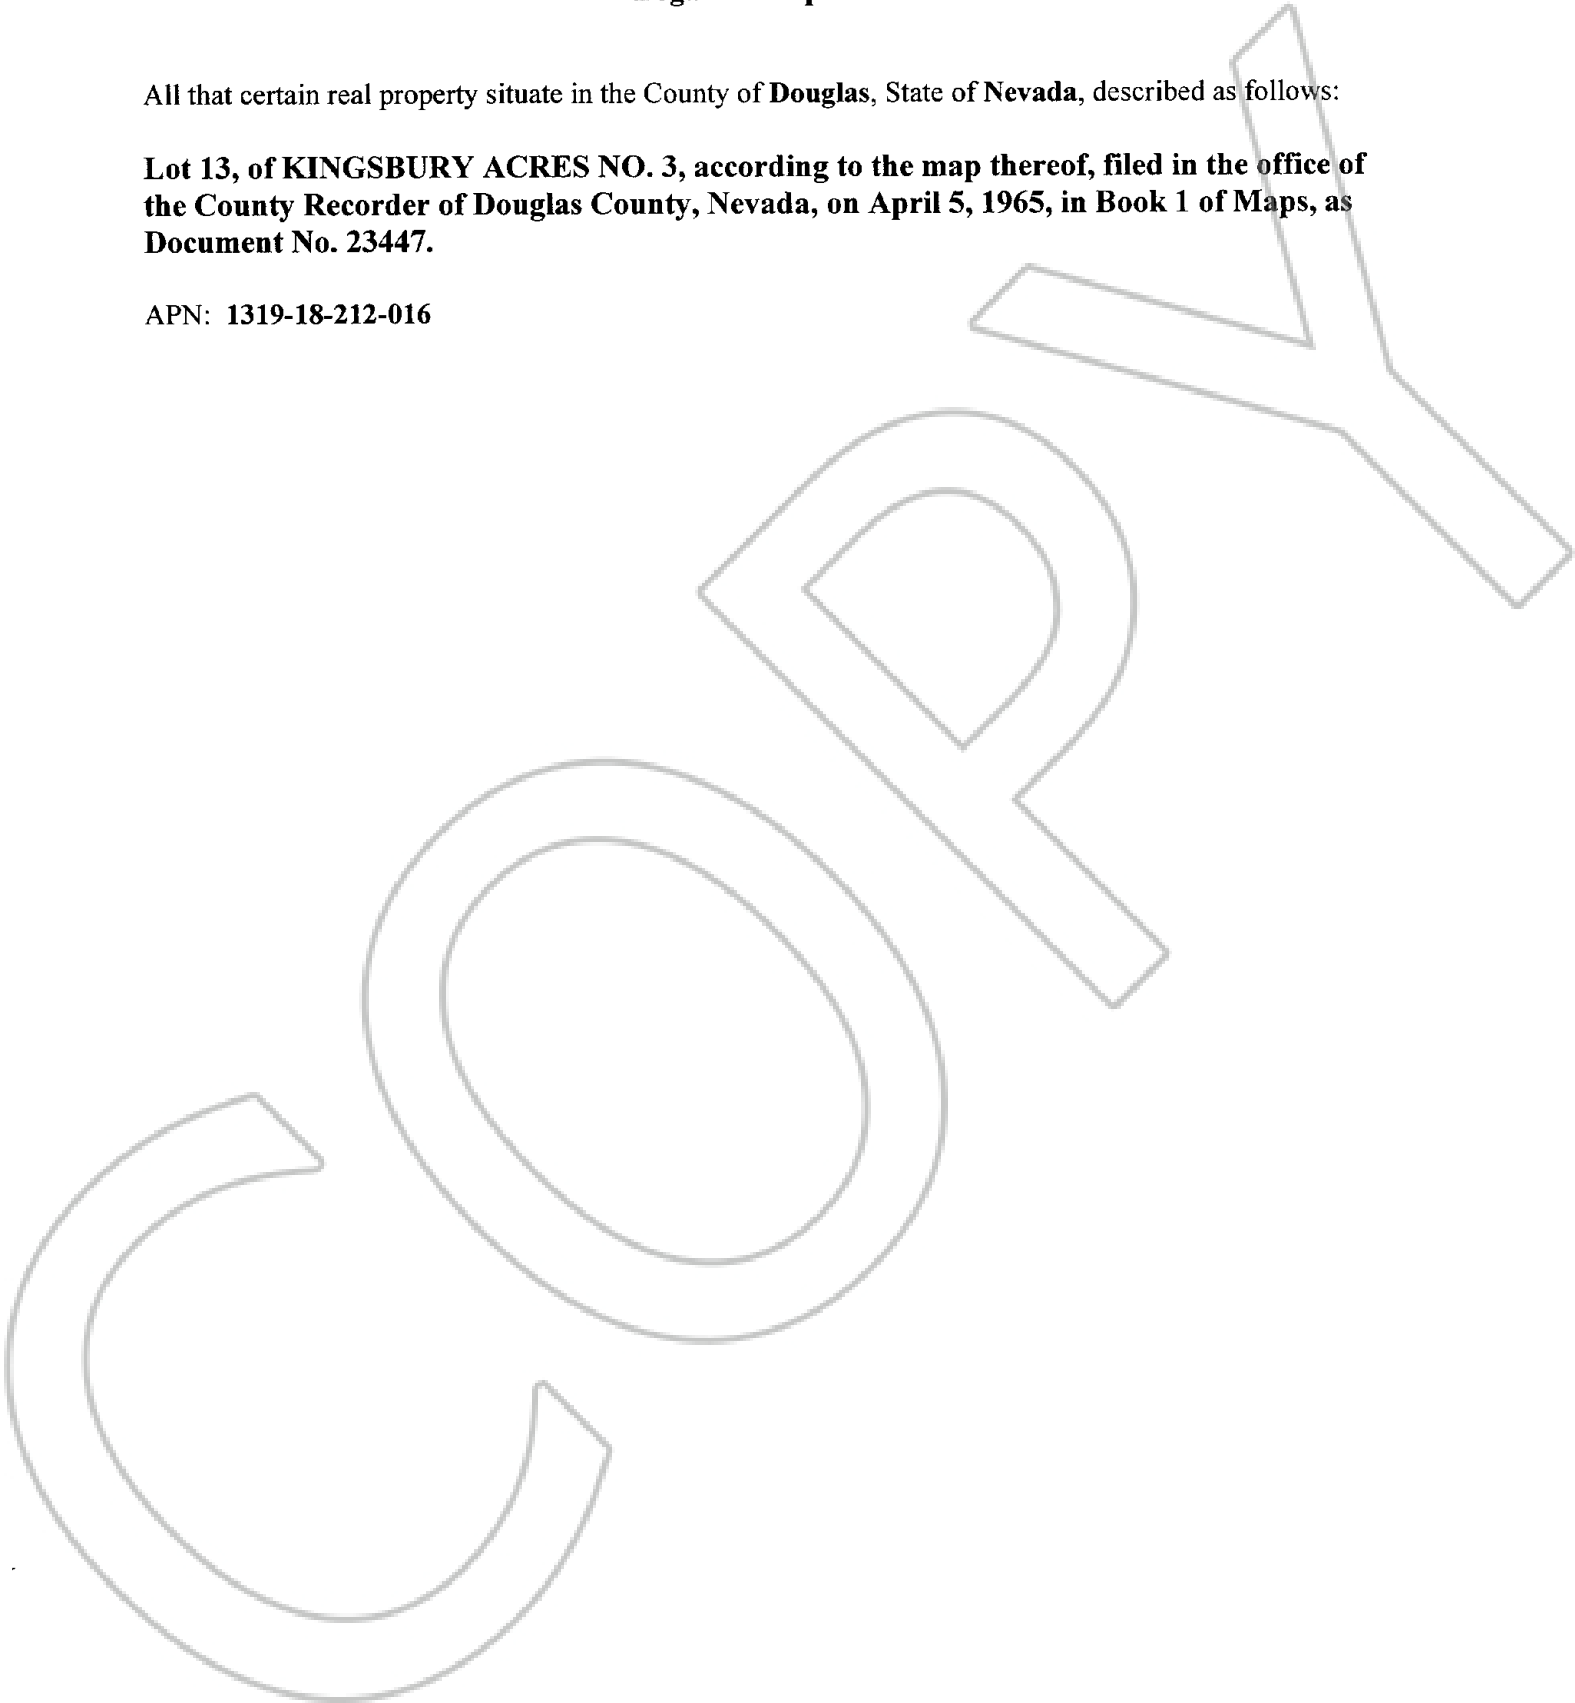 All that certain real property situate in the County of Douglas, State of Nevada, described as follows:
Lot 13, of KINGSBURY ACRES NO. 3, according to the map thereof, filed in the office of
the County Recorder of Douglas County, Nevada, on April 5, 1965, in Book 1 of Maps, as
Document No. 23447.
APN: 1319-18-212-016
COPY